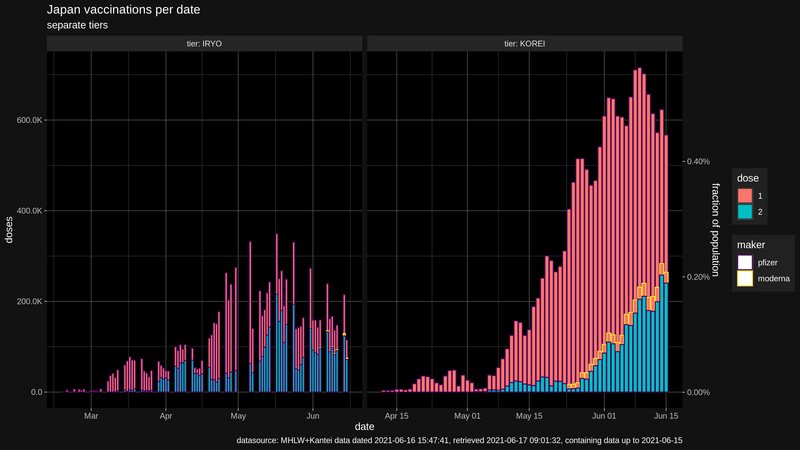 Japan vaccinations per date
separate tiers
tier: IRYO
tier: KOREI
600.0K
400.0K
200.0K
0.0
doses
0.40%
0.20%
0.00%
fraction of population
Mar
Apr
May
Jun
Apr 15
May 01
May 15
Jun 01
Jun 15
date
dose
1
2
maker
pfizer
moderna
datasource: MHLW+Kantei data dated 2021-06-16 15:47:41, retrieved 2021-06-17 09:01:32, containing data up to 2021-06-15